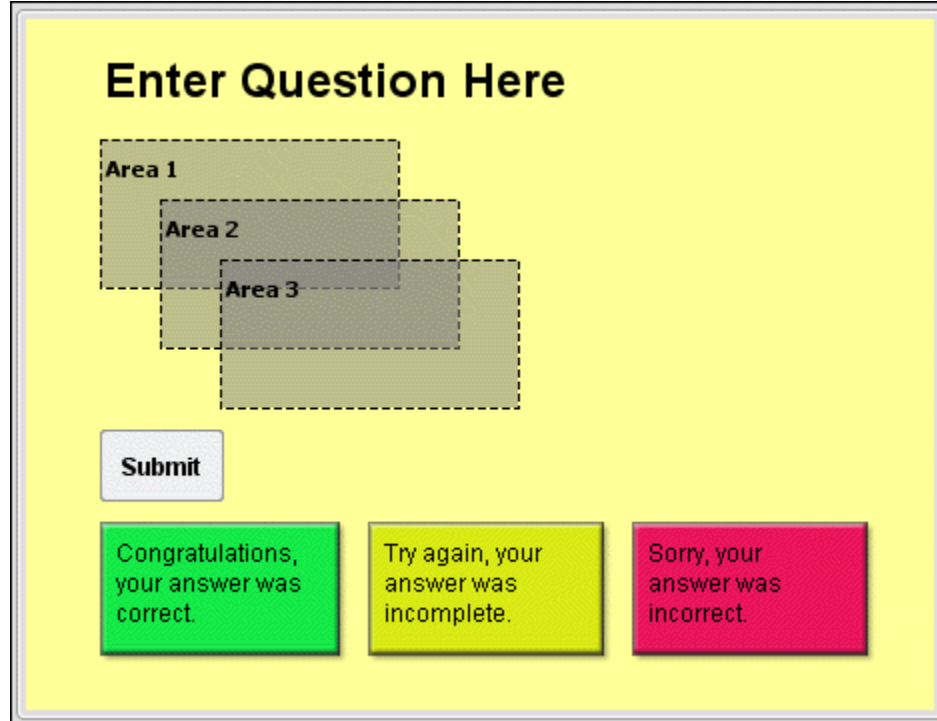 Enter Question Here
Area 1
Area 2
Area 3
Submit
Congratulations,
your answer was
correct.
Try again, your
answer was
incomplete.
Sorry, your
answer was
incorrect.